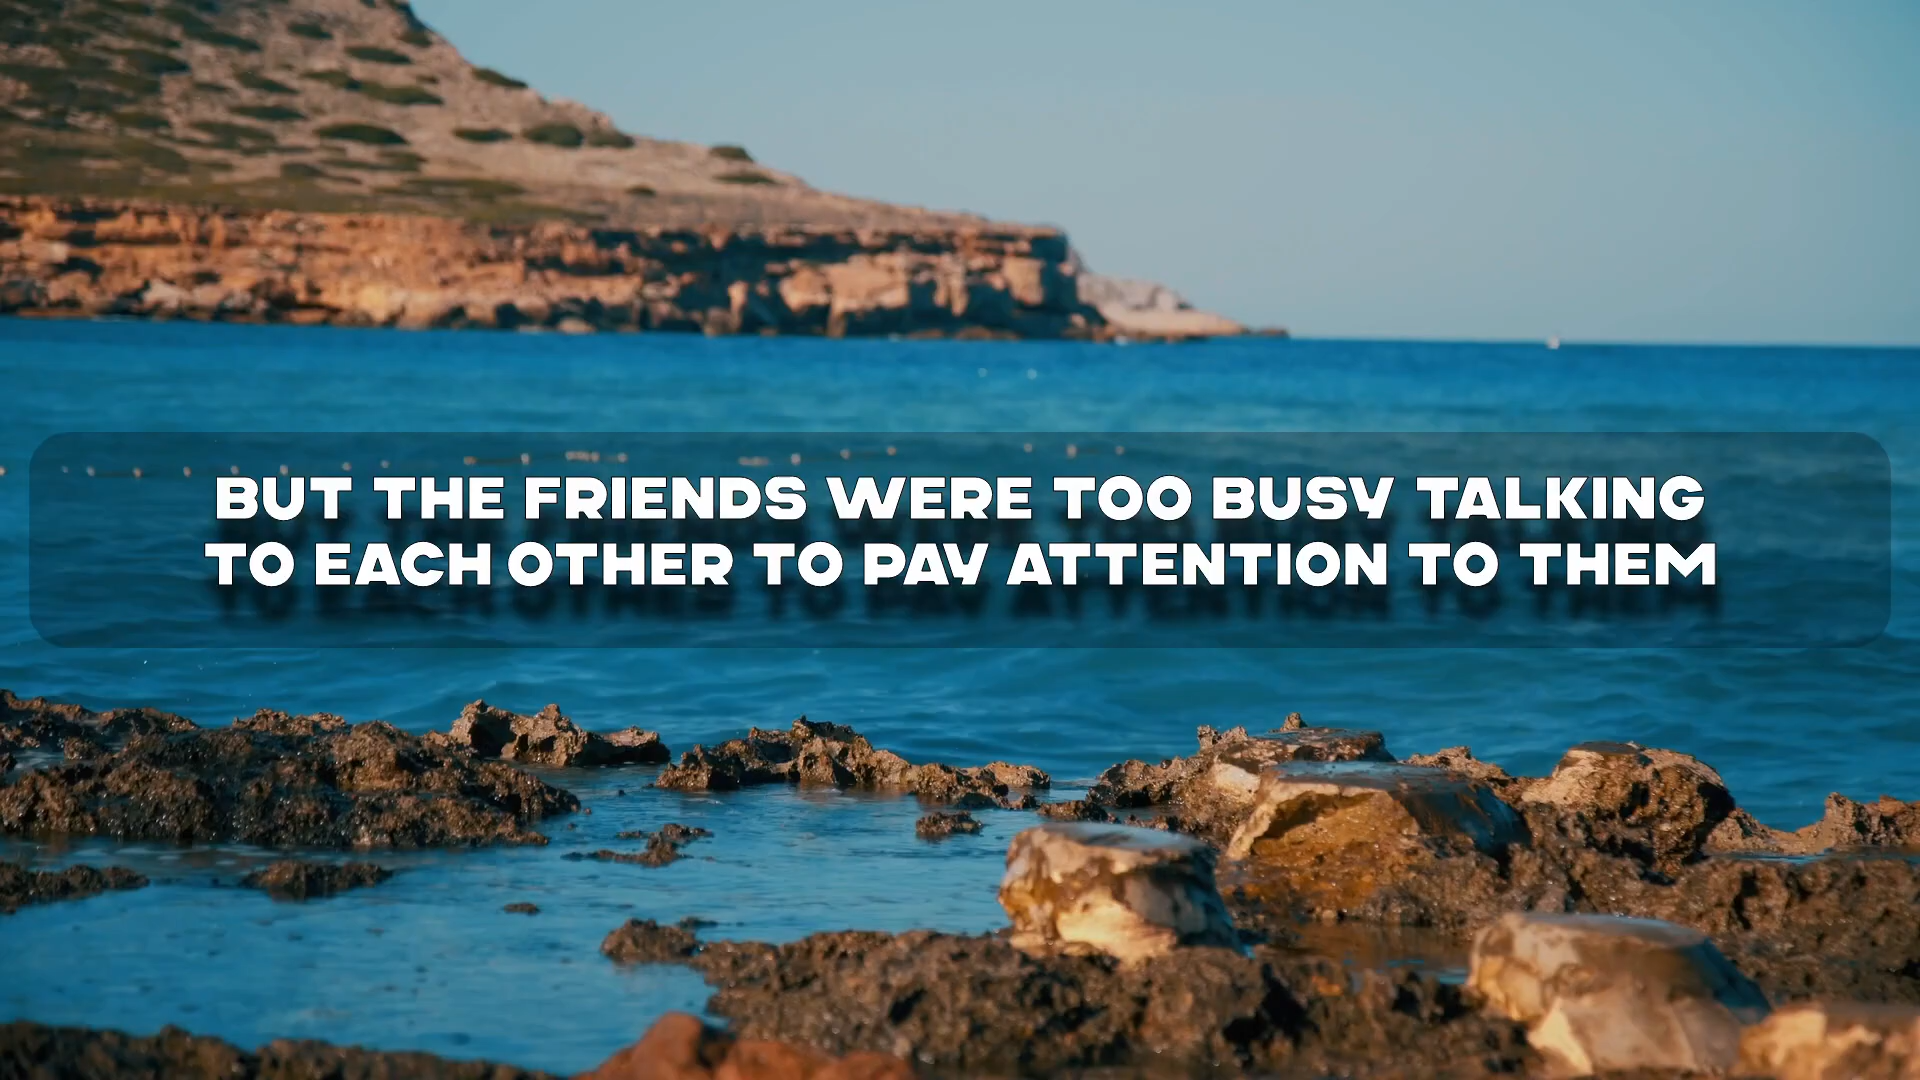 BUT THE FRIENDS WERE TOO BUSY TALKING
TO EACH OTHER TO PAY ATTENTION TO THEM